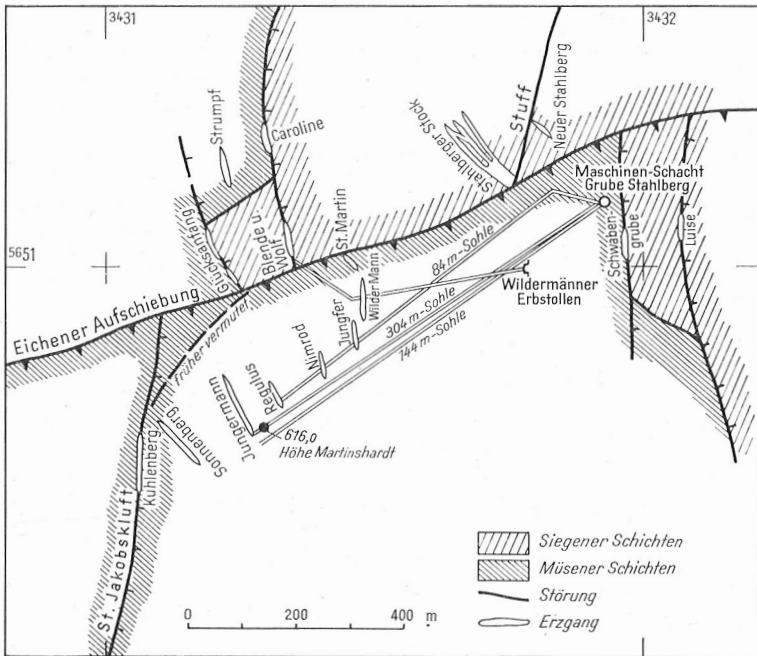 3431
3432
Strumpf
Caroline
Stuff
Neuer Stahlberg
Stahlberger Stock
Maschinen-Schacht
Grube Stahlberg
Glücksanfang
Blende u.
Wolf
St. Martin
Schwaben-
grube
Luise
5651
84 m-Sohle
Wilder Mann
Wildermänner
Erbstollen
Eichener Aufschiebung
früher vermutet
Jungfer
304 m-Sohle
144 m-Sohle
Nimrod
Regulus
Jungermann
616,0
Höhe Martinshardt
Sonnenberg
Kuhlenberg
St. Jakobskluft
Siegener Schichten
Müsener Schichten
Störung
Erzgang
0 200 400 m